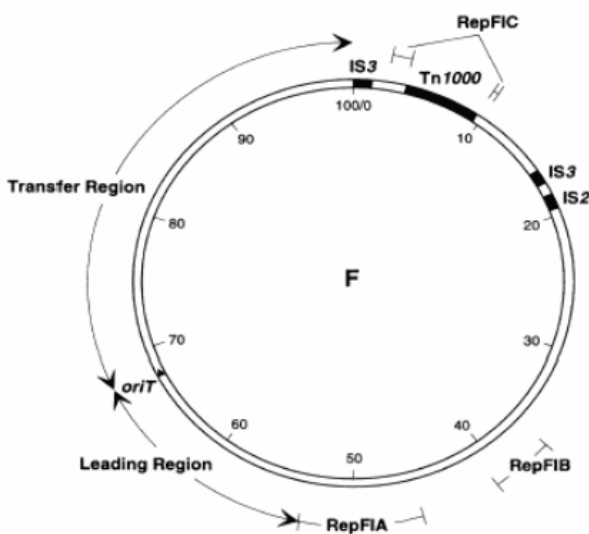 RepFIC
IS3
Tn1000
100/0
90
10
IS3
IS2
Transfer Region
80
20
F
70
30
oriT
60
40
Leading Region
50
RepFIB
RepFIA